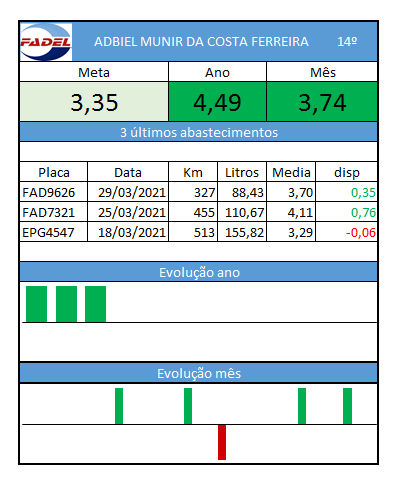 FADEL ADBIEL MUNIR DA COSTA FERREIRA 14º
Meta Ano Mês
3,35 4,49 3,74
3 últimos abastecimentos
Placa Data Km Litros Media disp
FAD9626 29/03/2021 327 88,43 3,70 0,35
FAD7321 25/03/2021 455 110,67 4,11 0,76
EPG4547 18/03/2021 513 155,82 3,29 -0,06
Evolução ano
Evolução mês